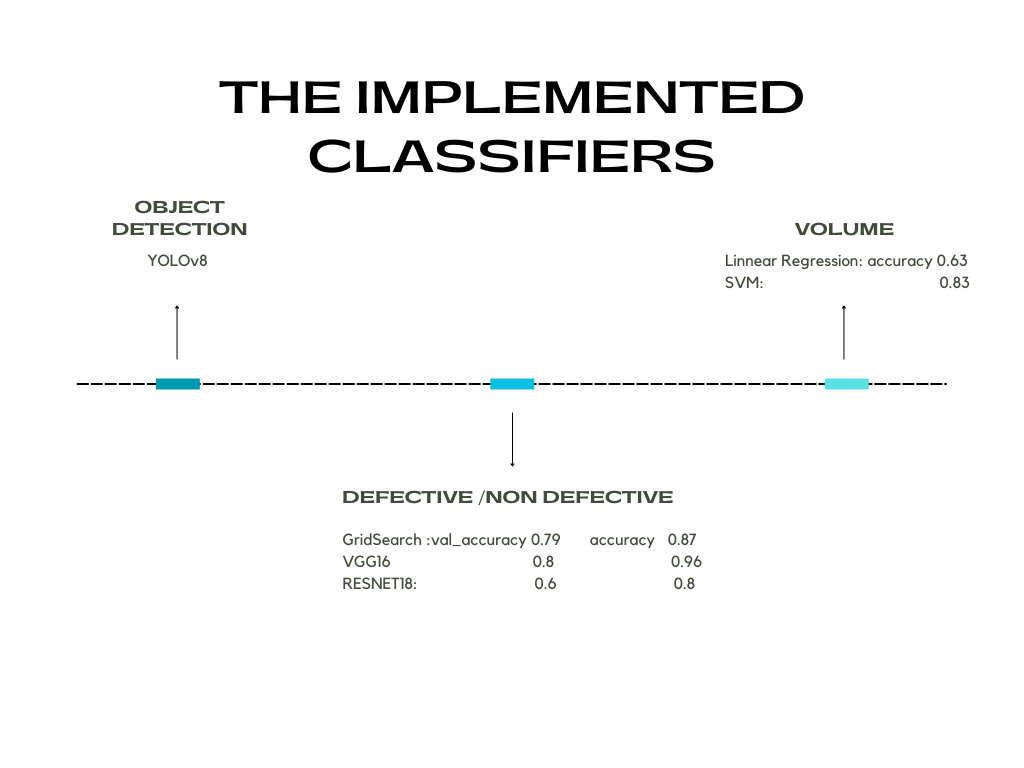 THE IMPLEMENTED
CLASSIFIERS
OBJECT
DETECTION
YOLOv8
VOLUME
Linnear Regression: accuracy 0.63
SVM: 0.83
DEFECTIVE /NON DEFECTIVE
GridSearch :val_accuracy 0.79 accuracy 0.87
VGG16 0.8 0.96
RESNET18: 0.6 0.8